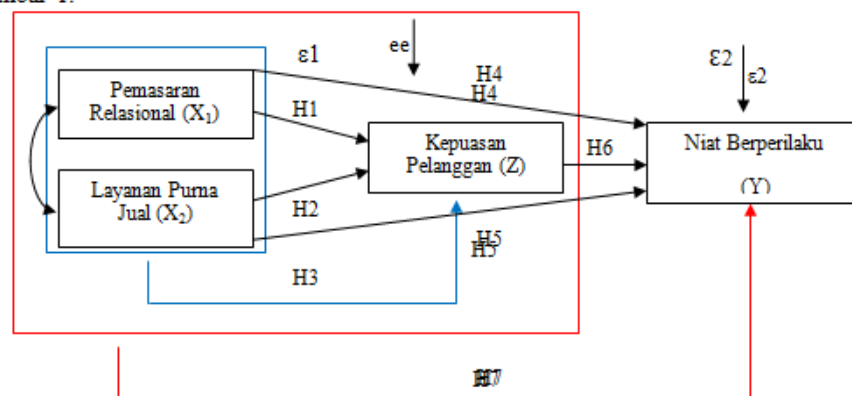 ε1
ee
Ɛ2
ε2
H4
H4
Pemasaran
Relasional (X₁)
H1
Kepuasan
Pelanggan (Z)
H6
Niat Berperilaku
(Y)
Layanan Purna
Jual (X₂)
H2
H5
H5
H3